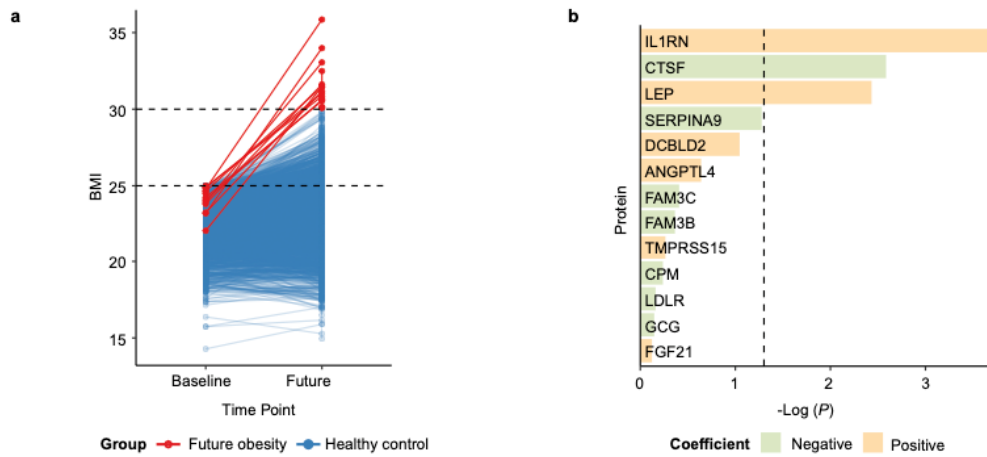 a
BMI
35
30
25
20
15
Baseline Future
Time Point
Group Future obesity Healthy control
b
Protein
IL1RN
CTSF
LEP
SERPINA9
DCBLD2
ANGPTL4
FAM3C
FAM3B
TMPRSS15
CPM
LDLR
GCG
FGF21
0 1 2 3
-Log (P)
Coefficient Negative Positive